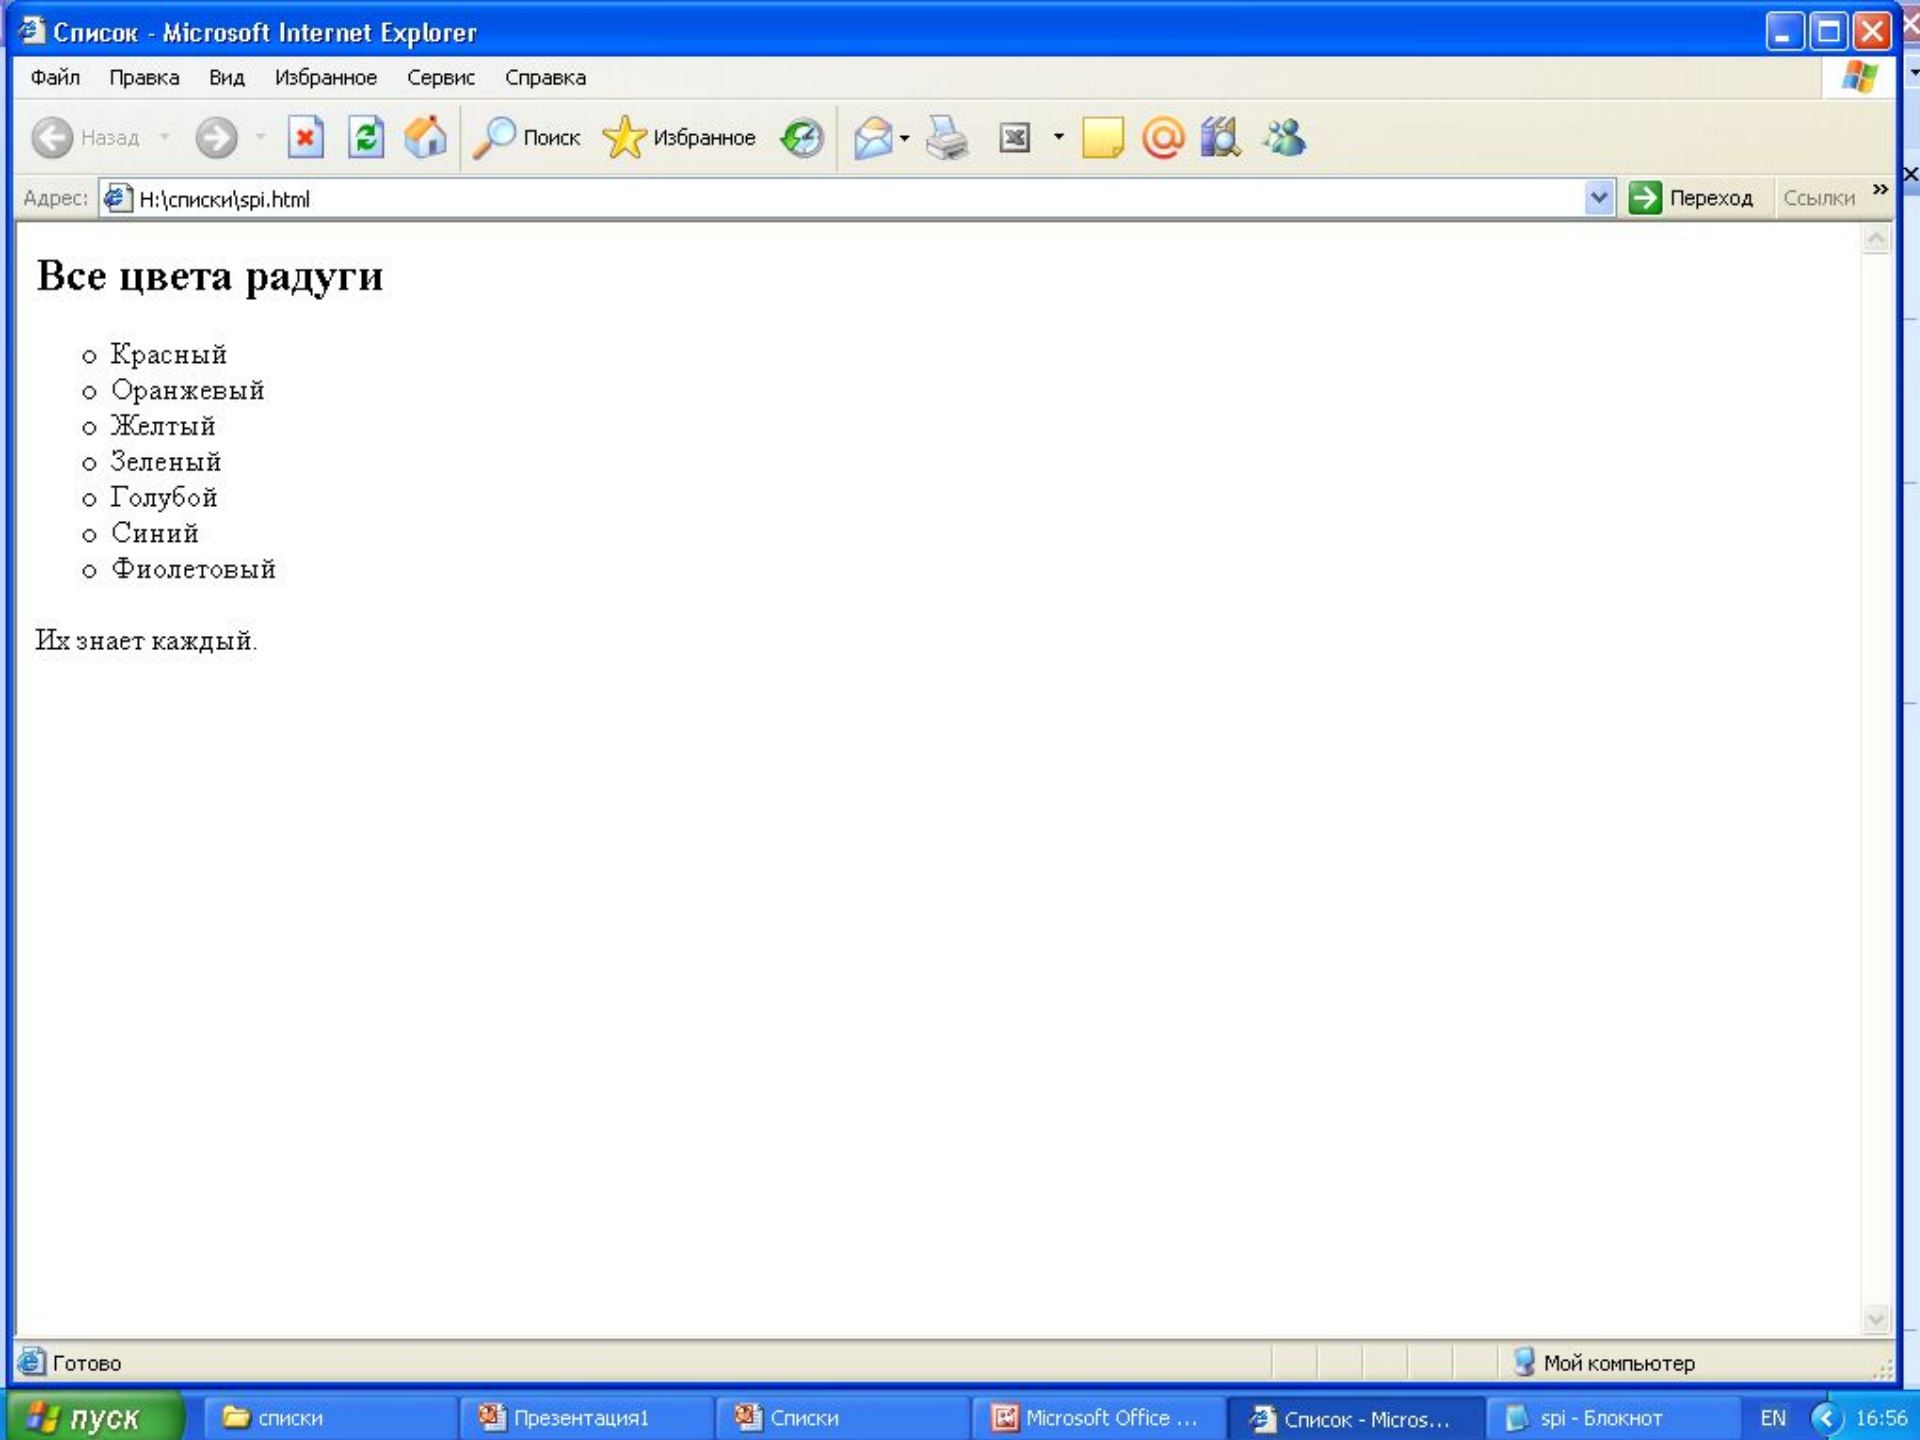 Список - Microsoft Internet Explorer
Файл Правка Вид Избранное Сервис Справка
Назад Поиск Избранное
Адрес: H:\списки\spi.html Переход Ссылки »
Все цвета радуги
Красный
Оранжевый
Желтый
Зеленый
Голубой
Синий
Фиолетовый
Их знает каждый.
Готово Мой компьютер
пуск списки Презентация1 Списки Microsoft Office ... Список - Micros... spi - Блокнот EN 16:56